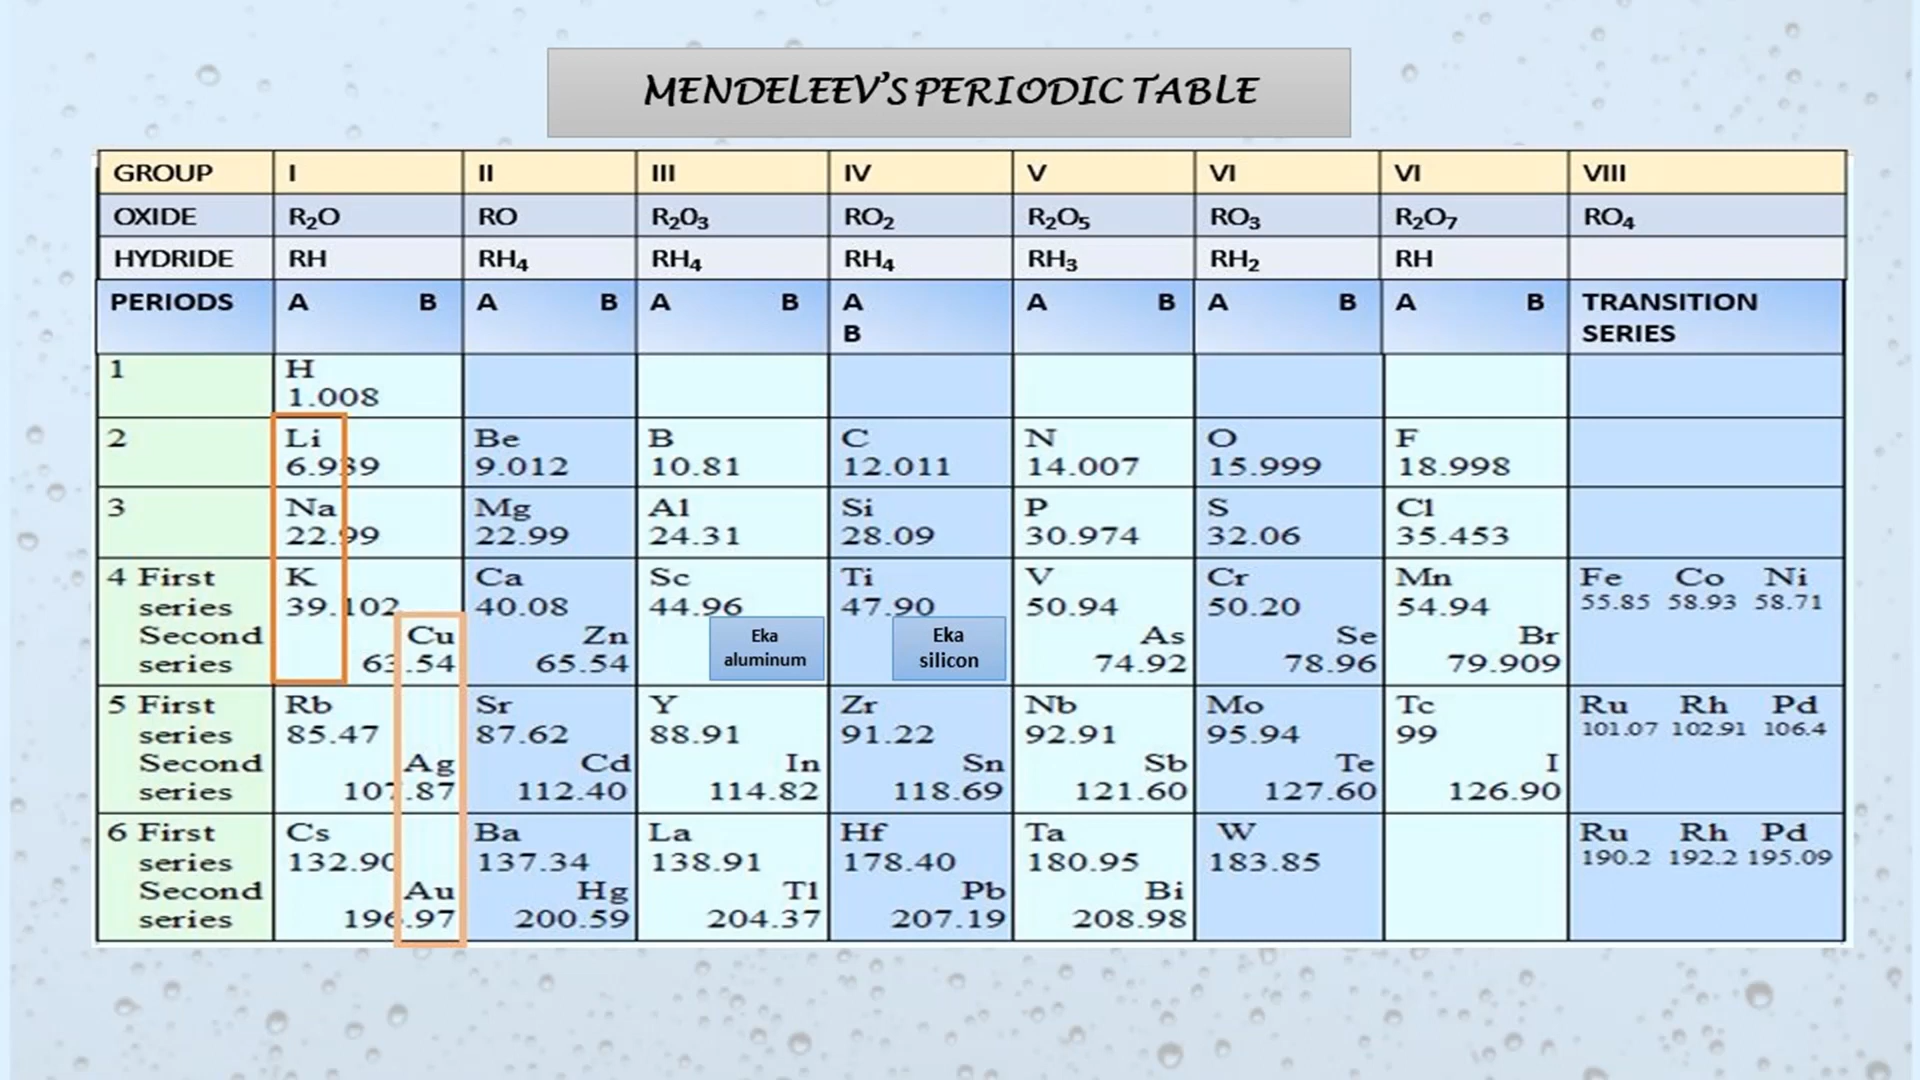 MENDELEEV'S PERIODIC TABLE
GROUP I II III IV V VI VI VIII
OXIDE R₂O RO R₂0₃ RO₂ R₂O₅ RO₃ R₂O₇ RO₄
HYDRIDE RH RH₄ RH₄ RH₄ RH₃ RH₂ RH
PERIODS A B A B A B A A B A B A B TRANSITION
B SERIES
1 H
1.008
2 Li Be B C N O F
6.939 9.012 10.81 12.011 14.007 15.999 18.998
3 Na Mg Al Si P S Cl
22.99 22.99 24.31 28.09 30.974 32.06 35.453
4 First K Ca Sc Ti V Cr Mn Fe Co Ni
series 39.102 40.08 44.96 47.90 50.94 50.20 54.94 55.85 58.93 58.71
Second Cu Zn Eka Eka As Se Br
series 63.54 65.54 aluminum silicon 74.92 78.96 79.909
5 First Rb Sr Y Zr Nb Mo Tc Ru Rh Pd
series 85.47 87.62 88.91 91.22 92.91 95.94 99 101.07 102.91 106.4
Second Ag Cd In Sn Sb Te I
series 107.87 112.40 114.82 118.69 121.60 127.60 126.90
6 First Cs Ba La Hf Ta W Ru Rh Pd
series 132.90 137.34 138.91 178.40 180.95 183.85 190.2 192.2 195.09
Second Au Hg Tl Pb Bi
series 196.97 200.59 204.37 207.19 208.98